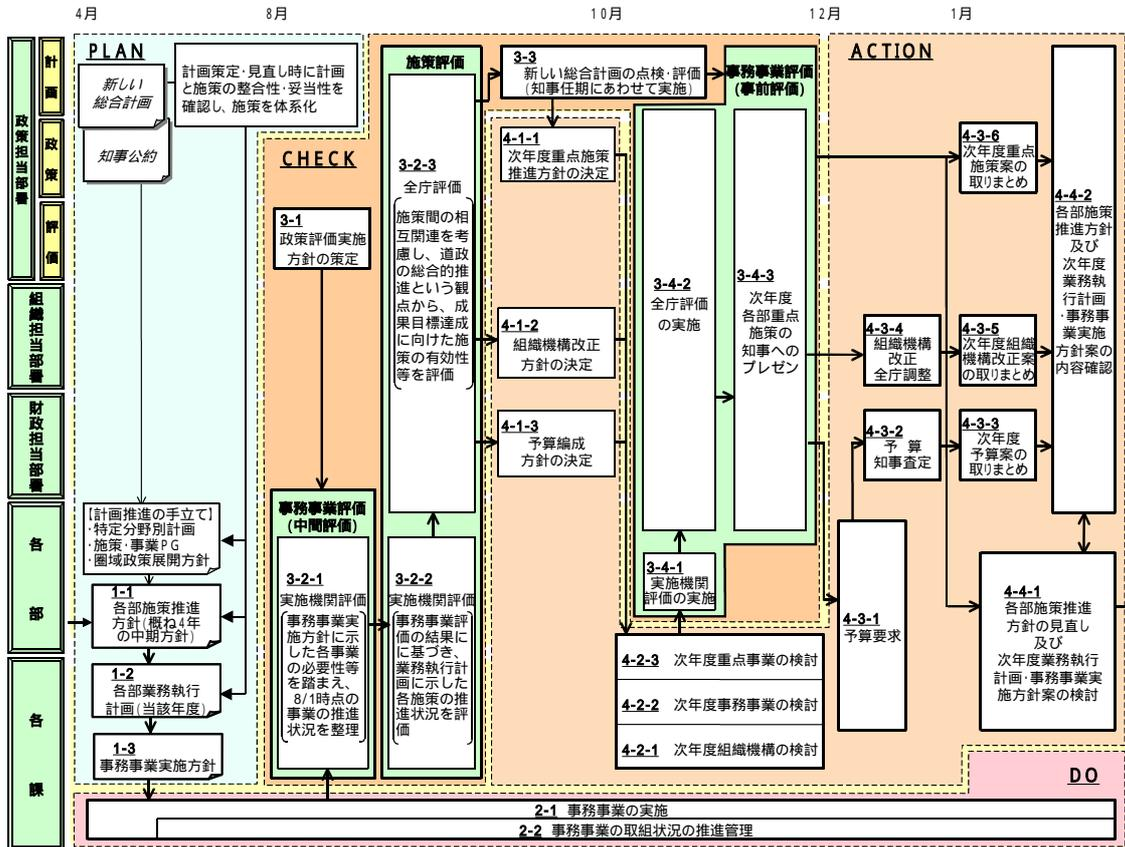 4月
8月
10月
12月
1月
政策担当部署
計画
政策
評価
組織担当部署
財政担当部署
各部
各課
PLAN
新しい
総合計画
知事公約
計画策定･見直し時に計画
と施策の整合性･妥当性を
確認し､施策を体系化
【計画推進の手立て】
･特定分野別計画
･施策･事業PG
･圏域政策展開方針
1-1
各部施策推進
方針(概ね4年
の中期方針)
1-2
各部業務執行
計画(当該年度)
1-3
事務事業実施方針
CHECK
3-1
政策評価実施
方針の策定
事務事業評価
(中間評価)
3-2-1
実施機関評価
事務事業実
施方針に示
した各事業
の必要性等
を踏まえ､
8/1時点の
事業の推進
状況を整理
施策評価
3-2-3
全庁評価
施策間の相
互関連を考
慮し､道政
の総合的推
進という観
点から､成
果目標達成
に向けた施
策の有効性
等を評価
3-2-2
実施機関評価
事務事業評
価の結果に
基づき､
業務執行計
画に示した
各施策の推
進状況を評
価
3-3
新しい総合計画の点検･評価
(知事任期にあわせて実施)
4-1-1
次年度重点施策
推進方針の決定
4-1-2
組織機構改正
方針の決定
4-1-3
予算編成
方針の決定
事務事業評価
(事前評価)
3-4-2
全庁評価
の実施
3-4-3
次年度
各部重点
施策の
知事への
プレゼン
3-4-1
実施機関
評価の実施
4-2-3 次年度重点事業の検討
4-2-2 次年度事務事業の検討
4-2-1 次年度組織機構の検討
ACTION
4-3-6
次年度重点
施策案の
取りまとめ
4-3-4
組織機構
改正
全庁調整
4-3-5
次年度組織
機構改正案
の取りまとめ
4-3-2
予 算
知事査定
4-3-3
次年度
予算案の
取りまとめ
4-3-1
予算要求
4-4-2
各部施策
推進方針
及び
次年度
業務執
行計画
･事務事
業実施
方針案の
内容確認
4-4-1
各部施策推進
方針の見直し
及び
次年度業務執行
計画･事務事業実
施方針案の検討
DO
2-1 事務事業の実施
2-2 事務事業の取組状況の推進管理